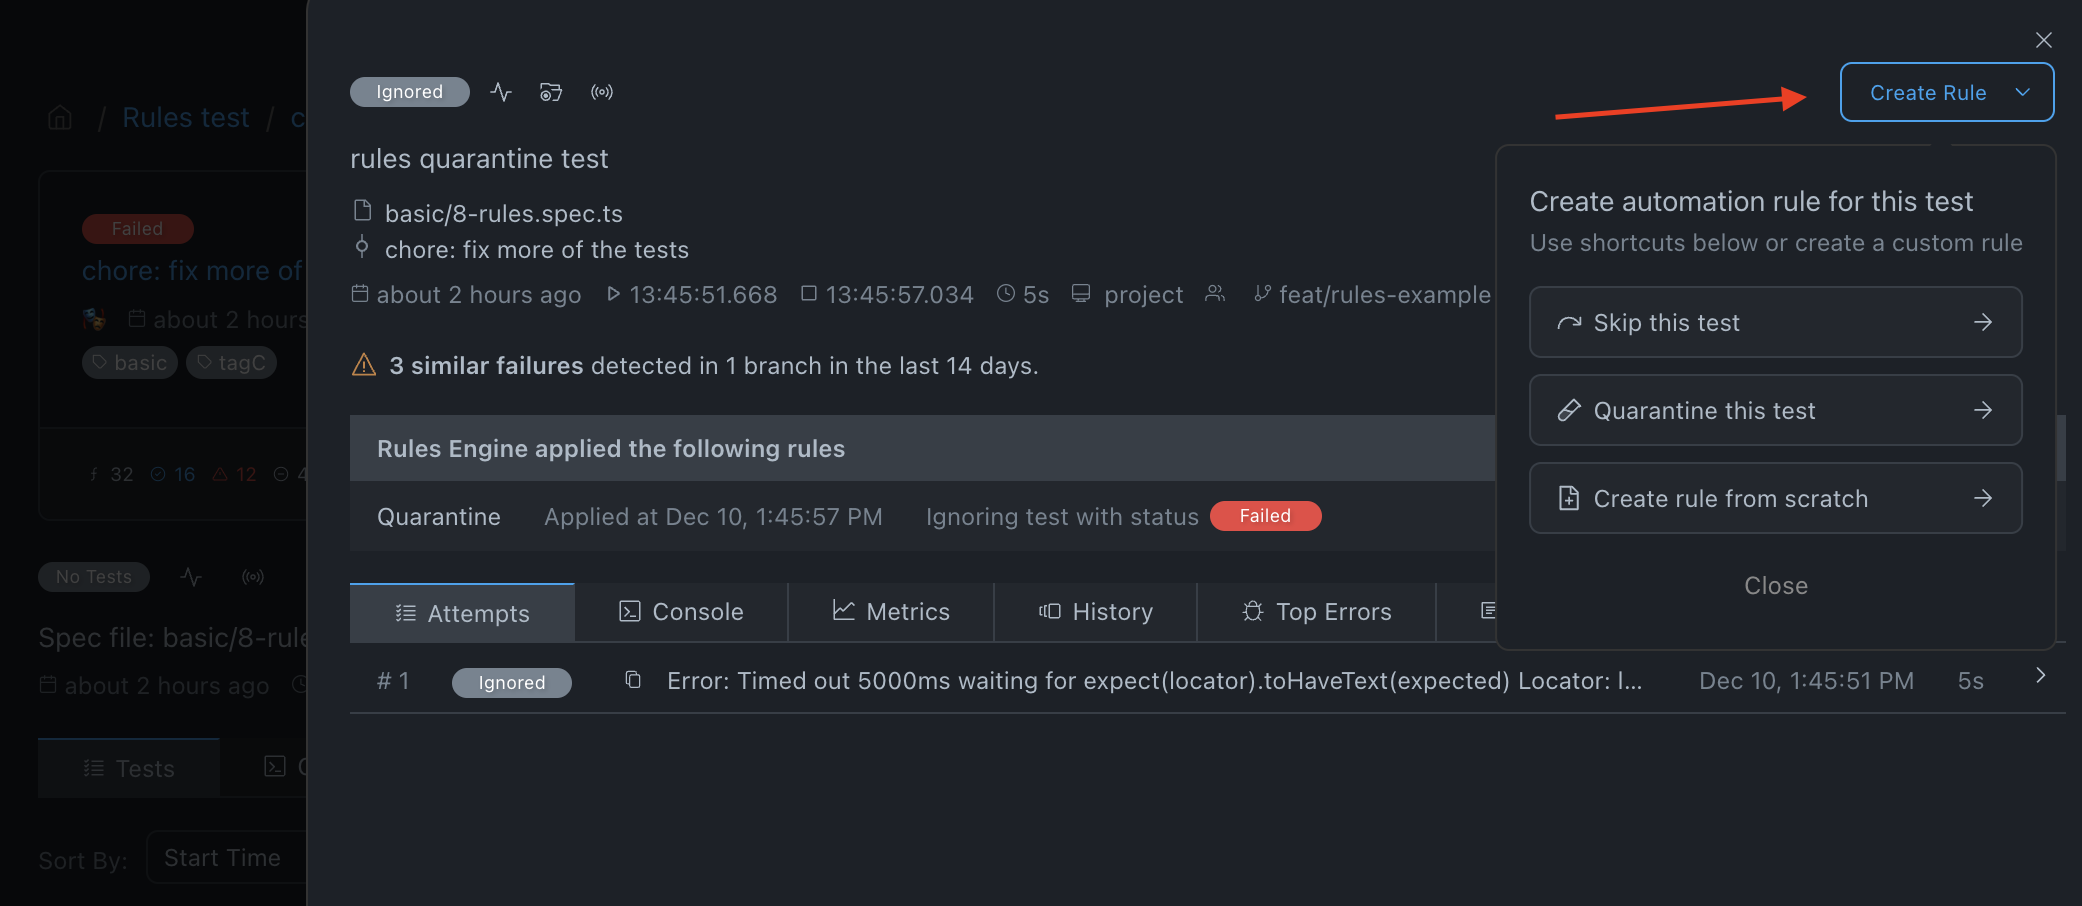 Ignored
Create Rule
/ Rules test / c
rules quarantine test
basic/8-rules.spec.ts
chore: fix more of the tests
about 2 hours ago 13:45:51.668 13:45:57.034 5s project feat/rules-example
3 similar failures detected in 1 branch in the last 14 days.
Rules Engine applied the following rules
Quarantine Applied at Dec 10, 1:45:57 PM Ignoring test with status Failed
Attempts Console Metrics History Top Errors
# 1 Ignored Error: Timed out 5000ms waiting for expect(locator).toHaveText(expected) Locator: l... Dec 10, 1:45:51 PM 5s
Create automation rule for this test
Use shortcuts below or create a custom rule
Skip this test
Quarantine this test
Create rule from scratch
Close
Failed
chore: fix more of
about 2 hours
basic tagC
32 16 12 4
No Tests
Spec file: basic/8-rule
about 2 hours ago
Tests
Sort By: Start Time